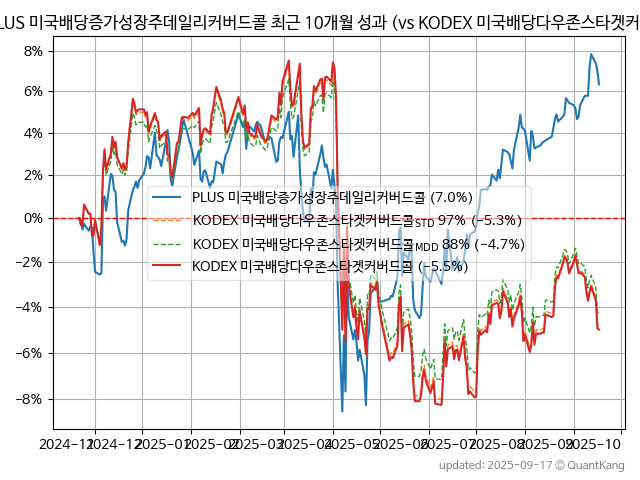 PLUS 미국배당증가성장주데일리커버드콜 최근 10개월 성과 (vs KODEX 미국배당다우존스타겟커
8%
6%
4%
2%
0%
−2%
−4%
−6%
−8%
PLUS 미국배당증가성장주데일리커버드콜 (7.0%)
KODEX 미국배당다우존스타겟커버드콜STD 97% (−5.3%)
KODEX 미국배당다우존스타겟커버드콜MDD 88% (−4.7%)
KODEX 미국배당다우존스타겟커버드콜 (−5.5%)
2024-11 2024-12 2025-01 2025-02 2025-03 2025-04 2025-05 2025-06 2025-07 2025-08 2025-09 2025-10
updated: 2025-09-17 © QuantKang